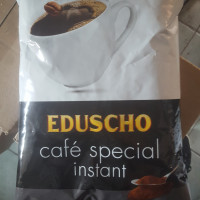 EDUSCHO
café special
instant